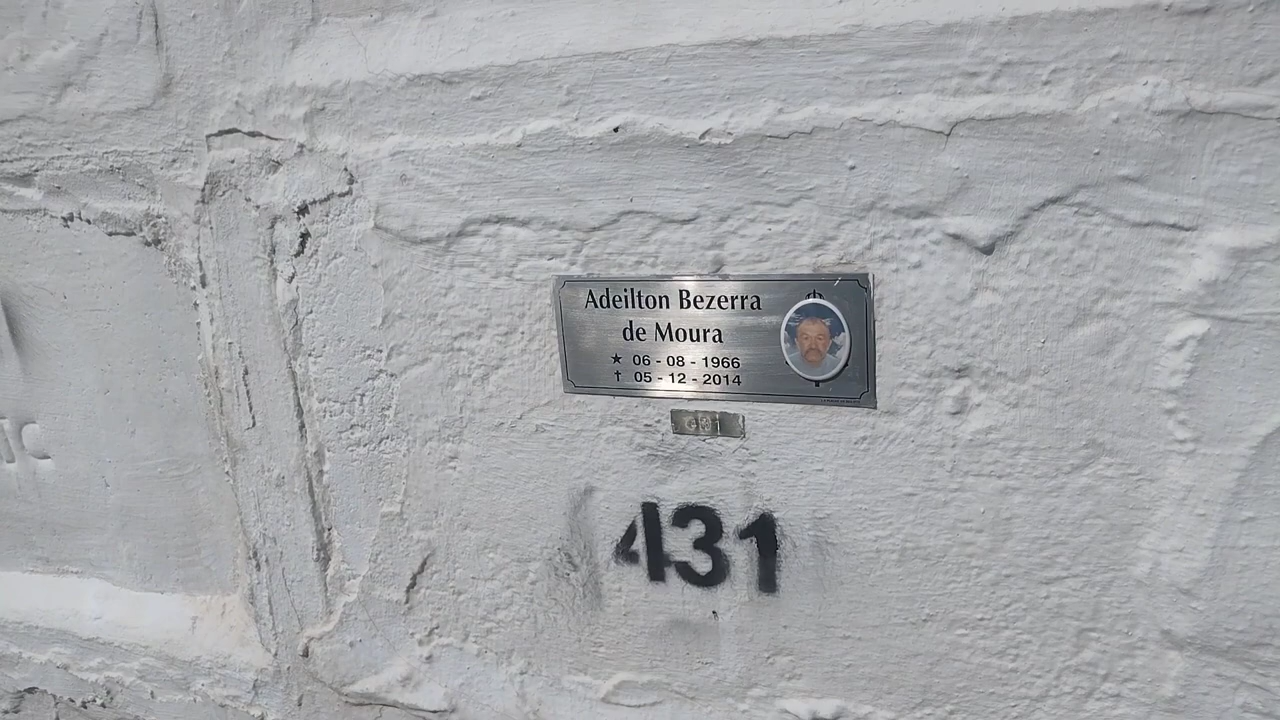 Adeilton Bezerra
de Moura
★ 06 - 08 - 1966
✝ 05 - 12 - 2014
431